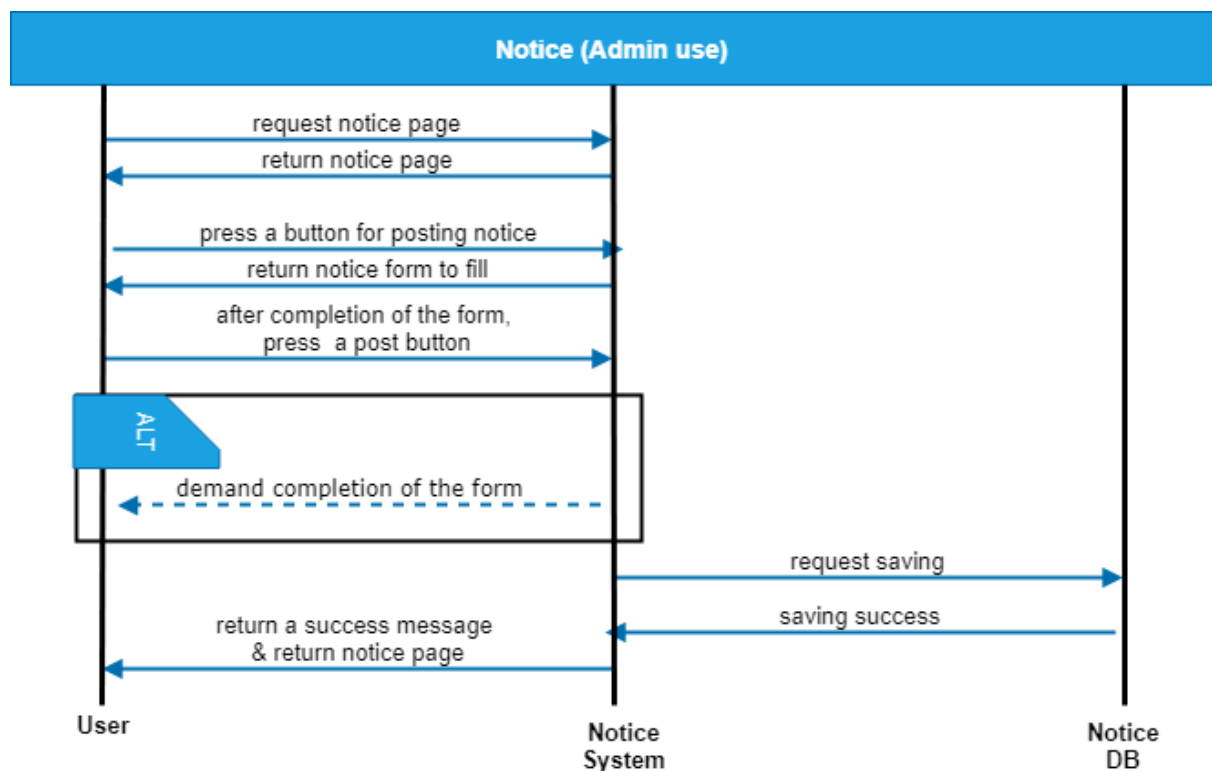 Notice (Admin use)
request notice page
return notice page
press a button for posting notice
return notice form to fill
after completion of the form,
press a post button
ALT
demand completion of the form
request saving
saving success
return a success message
& return notice page
User
Notice
System
Notice
DB